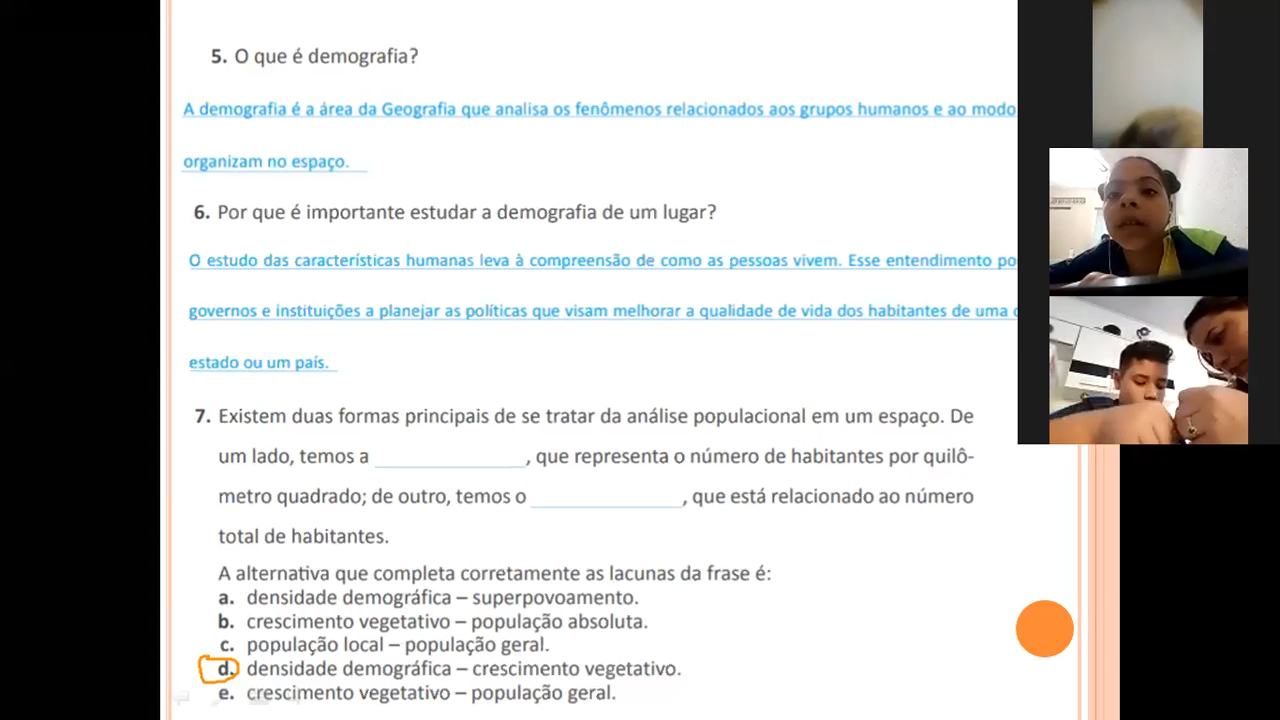 5. O que é demografia?
A demografia é a área da Geografia que analisa os fenômenos relacionados aos grupos humanos e ao modo
organizam no espaço.
6. Por que é importante estudar a demografia de um lugar?
O estudo das características humanas leva à compreensão de como as pessoas vivem. Esse entendimento po
governos e instituições a planejar as políticas que visam melhorar a qualidade de vida dos habitantes de uma
estado ou um país.
7. Existem duas formas principais de se tratar da análise populacional em um espaço. De
um lado, temos a ______________, que representa o número de habitantes por quilô-
metro quadrado; de outro, temos o ______________, que está relacionado ao número
total de habitantes.
A alternativa que completa corretamente as lacunas da frase é:
a. densidade demográfica – superpovoamento.
b. crescimento vegetativo – população absoluta.
c. população local – população geral.
d. densidade demográfica – crescimento vegetativo.
e. crescimento vegetativo – população geral.